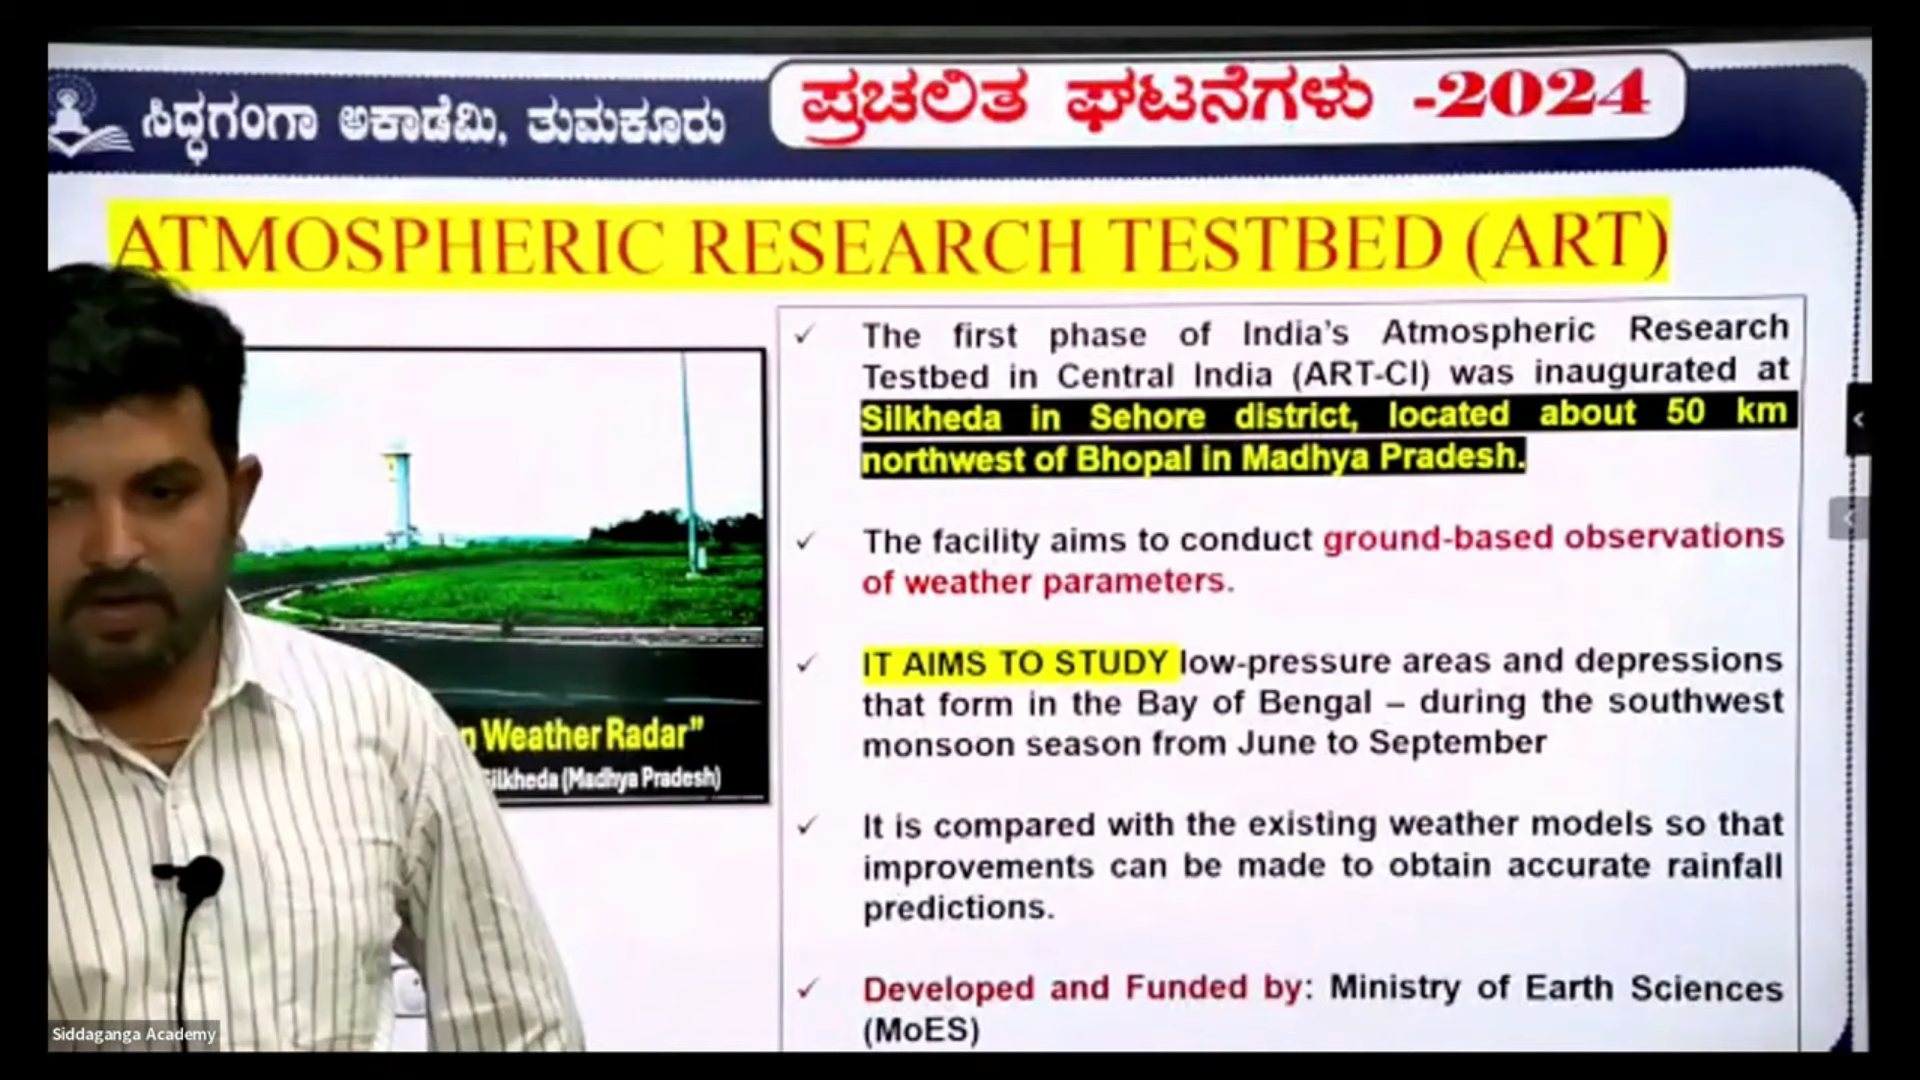 ಸಿದ್ಧಗಂಗಾ ಅಕಾಡೆಮಿ, ತುಮಕೂರು
ಪ್ರಚಲಿತ ಘಟನೆಗಳು -2024
ATMOSPHERIC RESEARCH TESTBED (ART)
✓ The first phase of India's Atmospheric Research
Testbed in Central India (ART-CI) was inaugurated at
Silkheda in Sehore district, located about 50 km
northwest of Bhopal in Madhya Pradesh.
✓ The facility aims to conduct ground-based observations
of weather parameters.
✓ IT AIMS TO STUDY low-pressure areas and depressions
that form in the Bay of Bengal – during the southwest
monsoon season from June to September
✓ It is compared with the existing weather models so that
improvements can be made to obtain accurate rainfall
predictions.
✓ Developed and Funded by: Ministry of Earth Sciences
(MoES)
Weather Radar"
Silkheda (Madhya Pradesh)
Siddaganga Academy